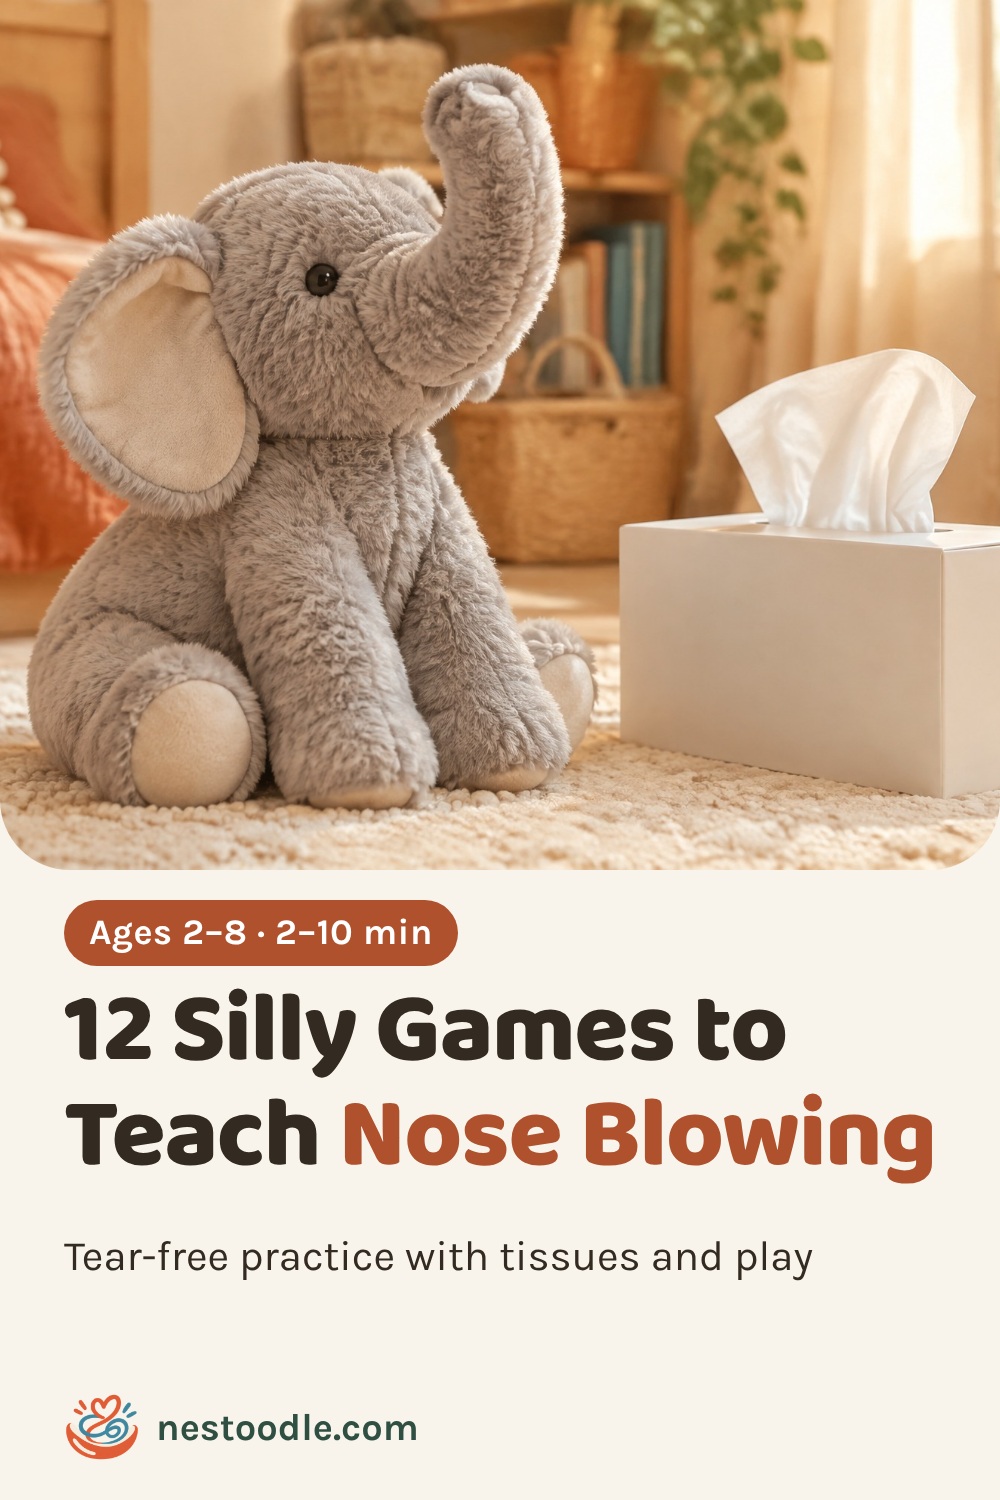 Ages 2–8 · 2–10 min
12 Silly Games to
Teach Nose Blowing
Tear-free practice with tissues and play
nestoodle.com